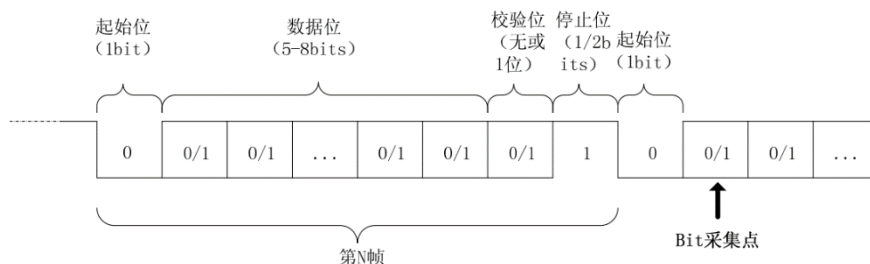 起始位
（1bit）
数据位
（5-8bits）
校验位
（无或
1位）
停止位
（1/2b
its）
起始位
（1bit）
0
0/1
0/1
...
0/1
0/1
0/1
1
0
0/1
0/1
...
第N帧
Bit采集点